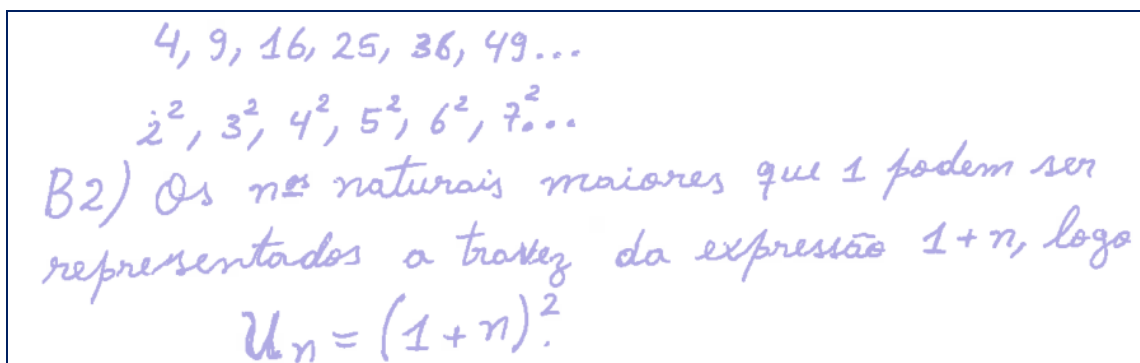 4, 9, 16, 25, 36, 49...
2², 3², 4², 5², 6², 7²...
B2) Os nos naturais maiores que 1 podem ser
representados a travez da expressão 1+n, logo
Un = (1+n)².